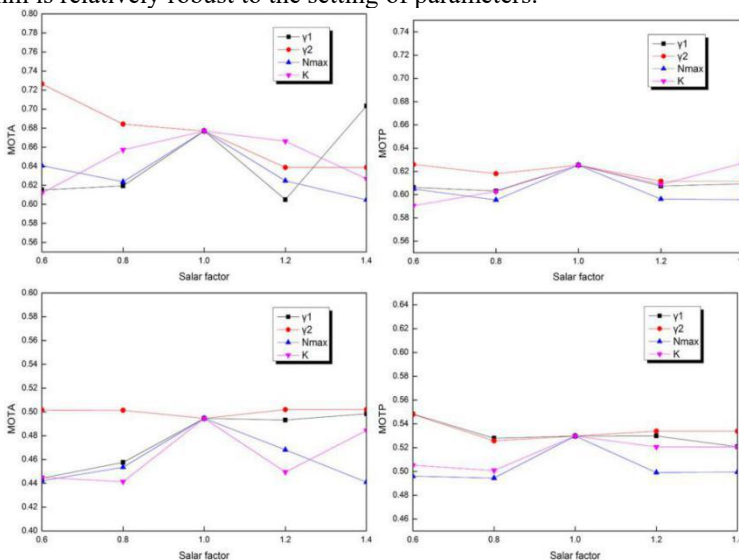 is relatively robust to the setting of parameters.
0.80
0.78
0.76
0.74
0.72
0.70
0.68
0.66
0.64
0.62
0.60
0.58
0.56
MOTA
γ1
γ2
Nmax
K
0.6 0.8 1.0 1.2 1.4
Salar factor
0.74
0.72
0.70
0.68
0.66
0.64
0.62
0.60
0.58
0.56
MOTP
γ1
γ2
Nmax
K
0.6 0.8 1.0 1.2 1.4
Salar factor
0.60
0.58
0.56
0.54
0.52
0.50
0.48
0.46
0.44
0.42
0.40
MOTA
γ1
γ2
Nmax
K
0.6 0.8 1.0 1.2 1.4
Salar factor
0.64
0.62
0.60
0.58
0.56
0.54
0.52
0.50
0.48
0.46
MOTP
γ1
γ2
Nmax
K
0.6 0.8 1.0 1.2 1.4
Salar factor